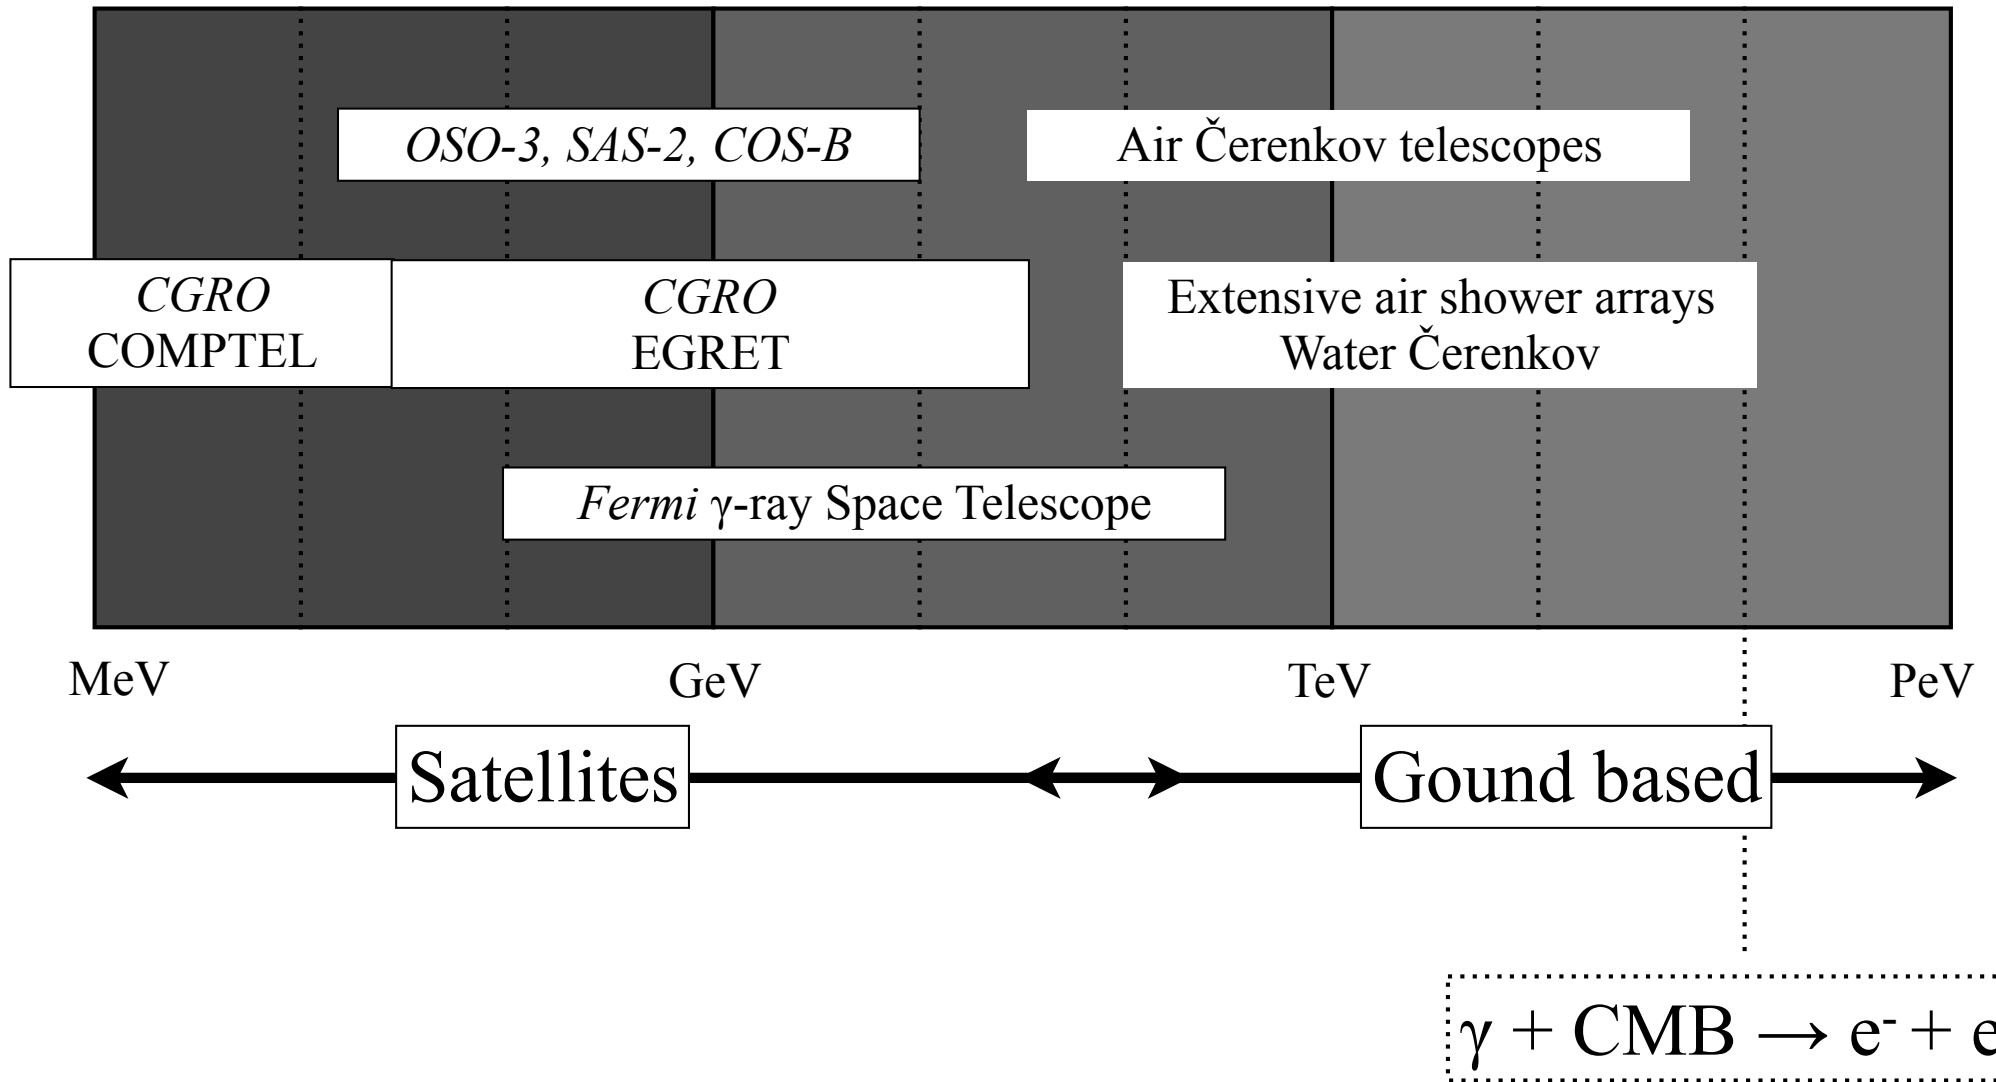 OSO-3, SAS-2, COS-B
Air Čerenkov telescopes
CGRO
COMPTEL
CGRO
EGRET
Extensive air shower arrays
Water Čerenkov
Fermi γ-ray Space Telescope
MeV
GeV
TeV
PeV
Satellites
Gound based
γ + CMB → e- + e